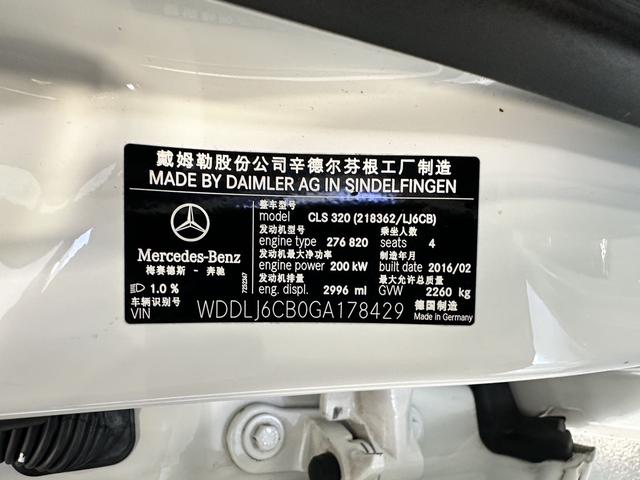 戴姆勒股份公司辛德尔芬根工厂制造
MADE BY DAIMLER AG IN SINDELFINGEN
整车型号
model CLS 320 (218362/LJ6CB)
发动机型号 乘坐人数
engine type 276 820 seats 4
发动机最大净功率 制造年月
engine power 200 kW built date 2016/02
发动机排量 最大允许总质量
eng. displ. 2996 ml GVW 2260 kg
Mercedes-Benz
梅赛德斯 - 奔驰
1.0 %
车辆识别号
VIN WDDLJ6CB0GA178429
德国制造
Made in Germany